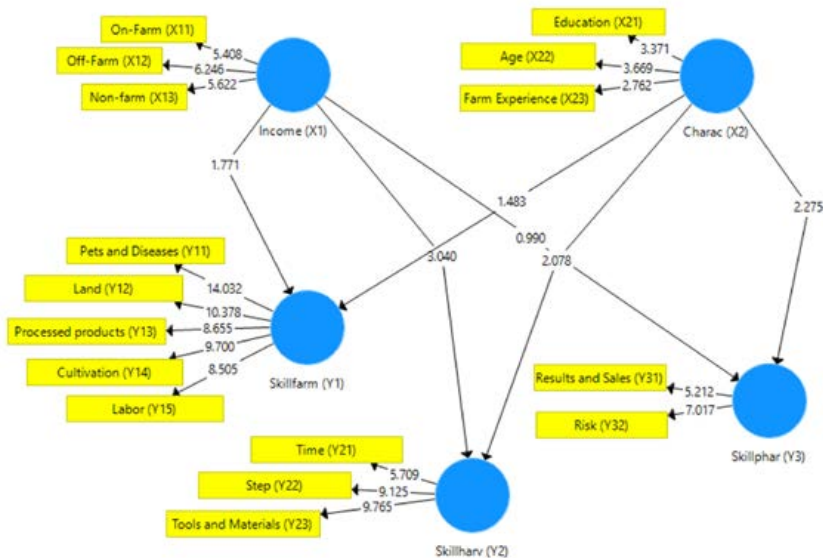 On-Farm (X11)
Off-Farm (X12)
Non-farm (X13)
5.408
6.246
5.622
Income (X1)
Education (X21)
Age (X22)
Farm Experience (X23)
3.371
3.669
2.762
Charac (X2)
1.771
1.483
0.990
3.040
2.078
2.275
Pets and Diseases (Y11)
Land (Y12)
Processed products (Y13)
Cultivation (Y14)
Labor (Y15)
14.032
10.378
8.655
9.700
8.505
Skillfarm (Y1)
Results and Sales (Y31)
Risk (Y32)
5.212
7.017
Skillphar (Y3)
Time (Y21)
Step (Y22)
Tools and Materials (Y23)
5.709
9.125
9.765
Skillharv (Y2)